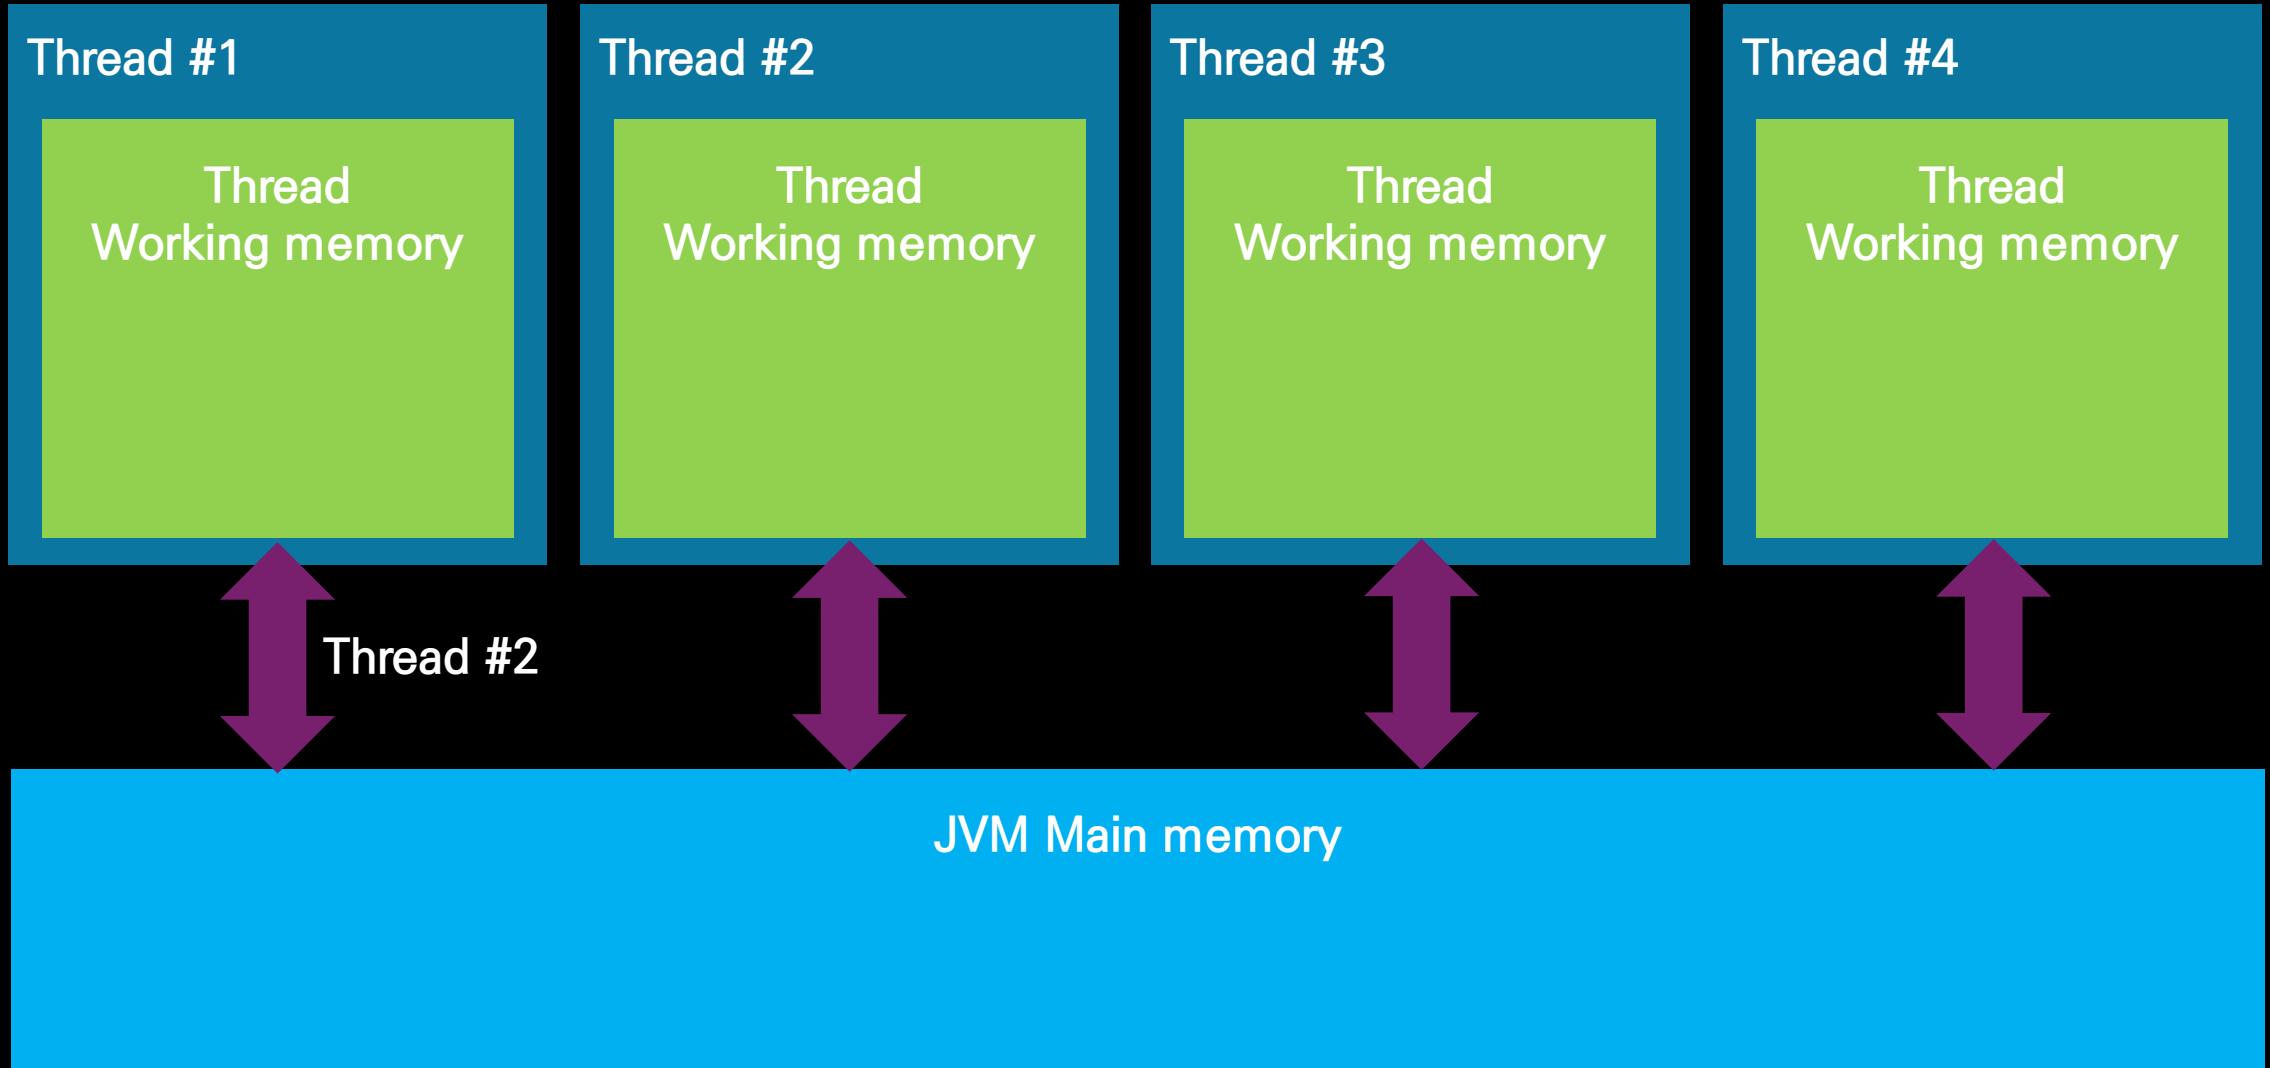 Thread #1
Thread #2
Thread #3
Thread #4
Thread
Working memory
Thread
Working memory
Thread
Working memory
Thread
Working memory
Thread #2
JVM Main memory